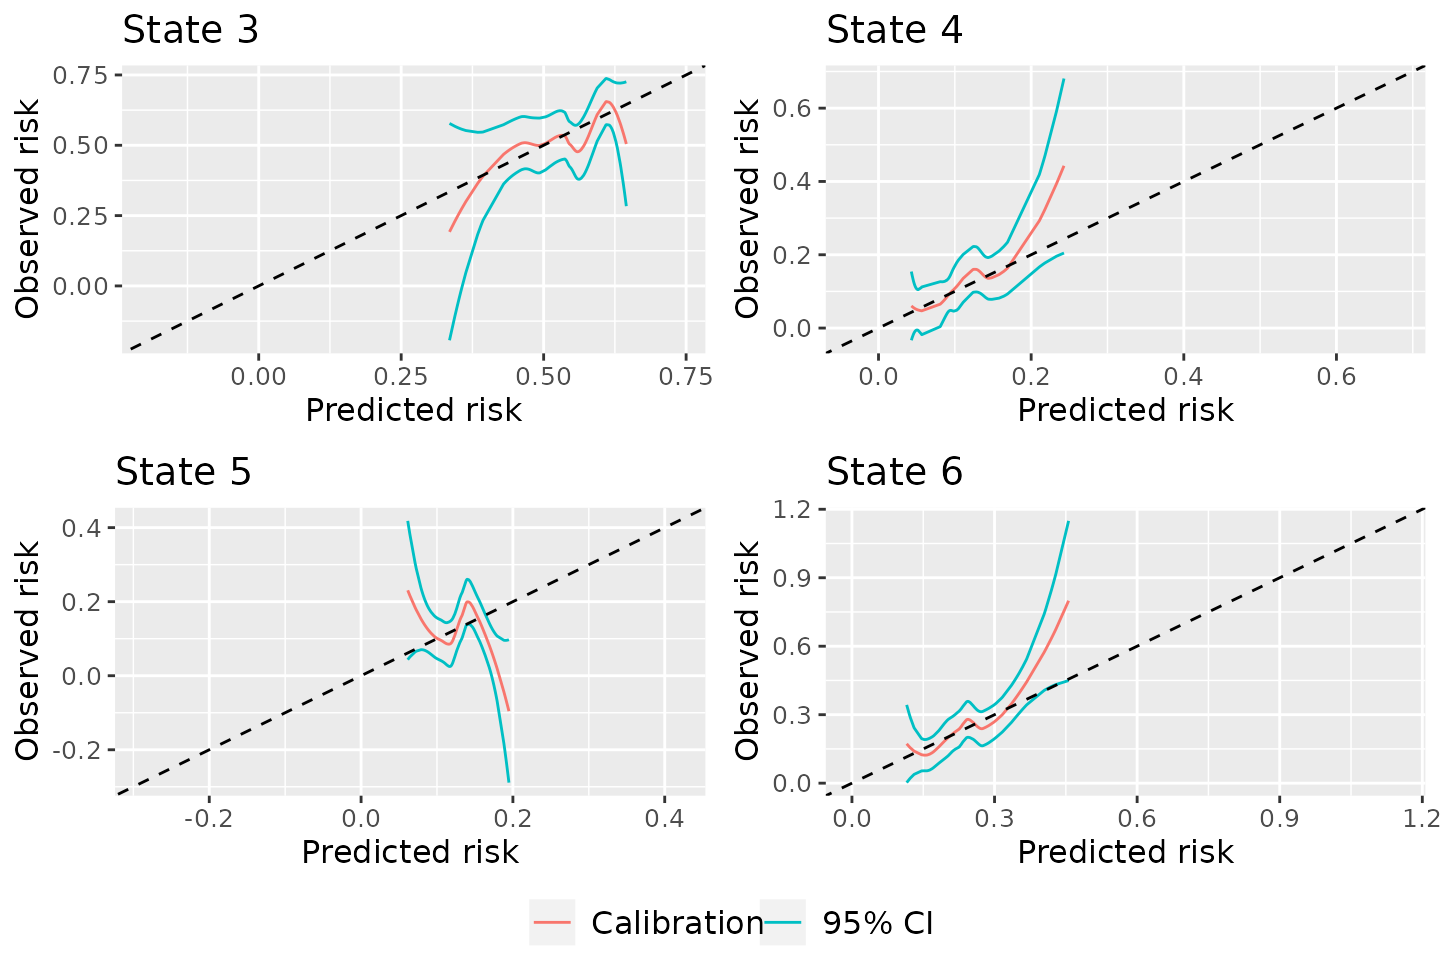 State 3
State 4
Observed risk
0.75
0.50
0.25
0.00
0.00 0.25 0.50 0.75
Predicted risk
Observed risk
0.6
0.4
0.2
0.0
0.0 0.2 0.4 0.6
Predicted risk
State 5
State 6
Observed risk
0.4
0.2
0.0
-0.2
-0.2 0.0 0.2 0.4
Predicted risk
Observed risk
1.2
0.9
0.6
0.3
0.0
0.0 0.3 0.6 0.9 1.2
Predicted risk
Calibration 95% CI